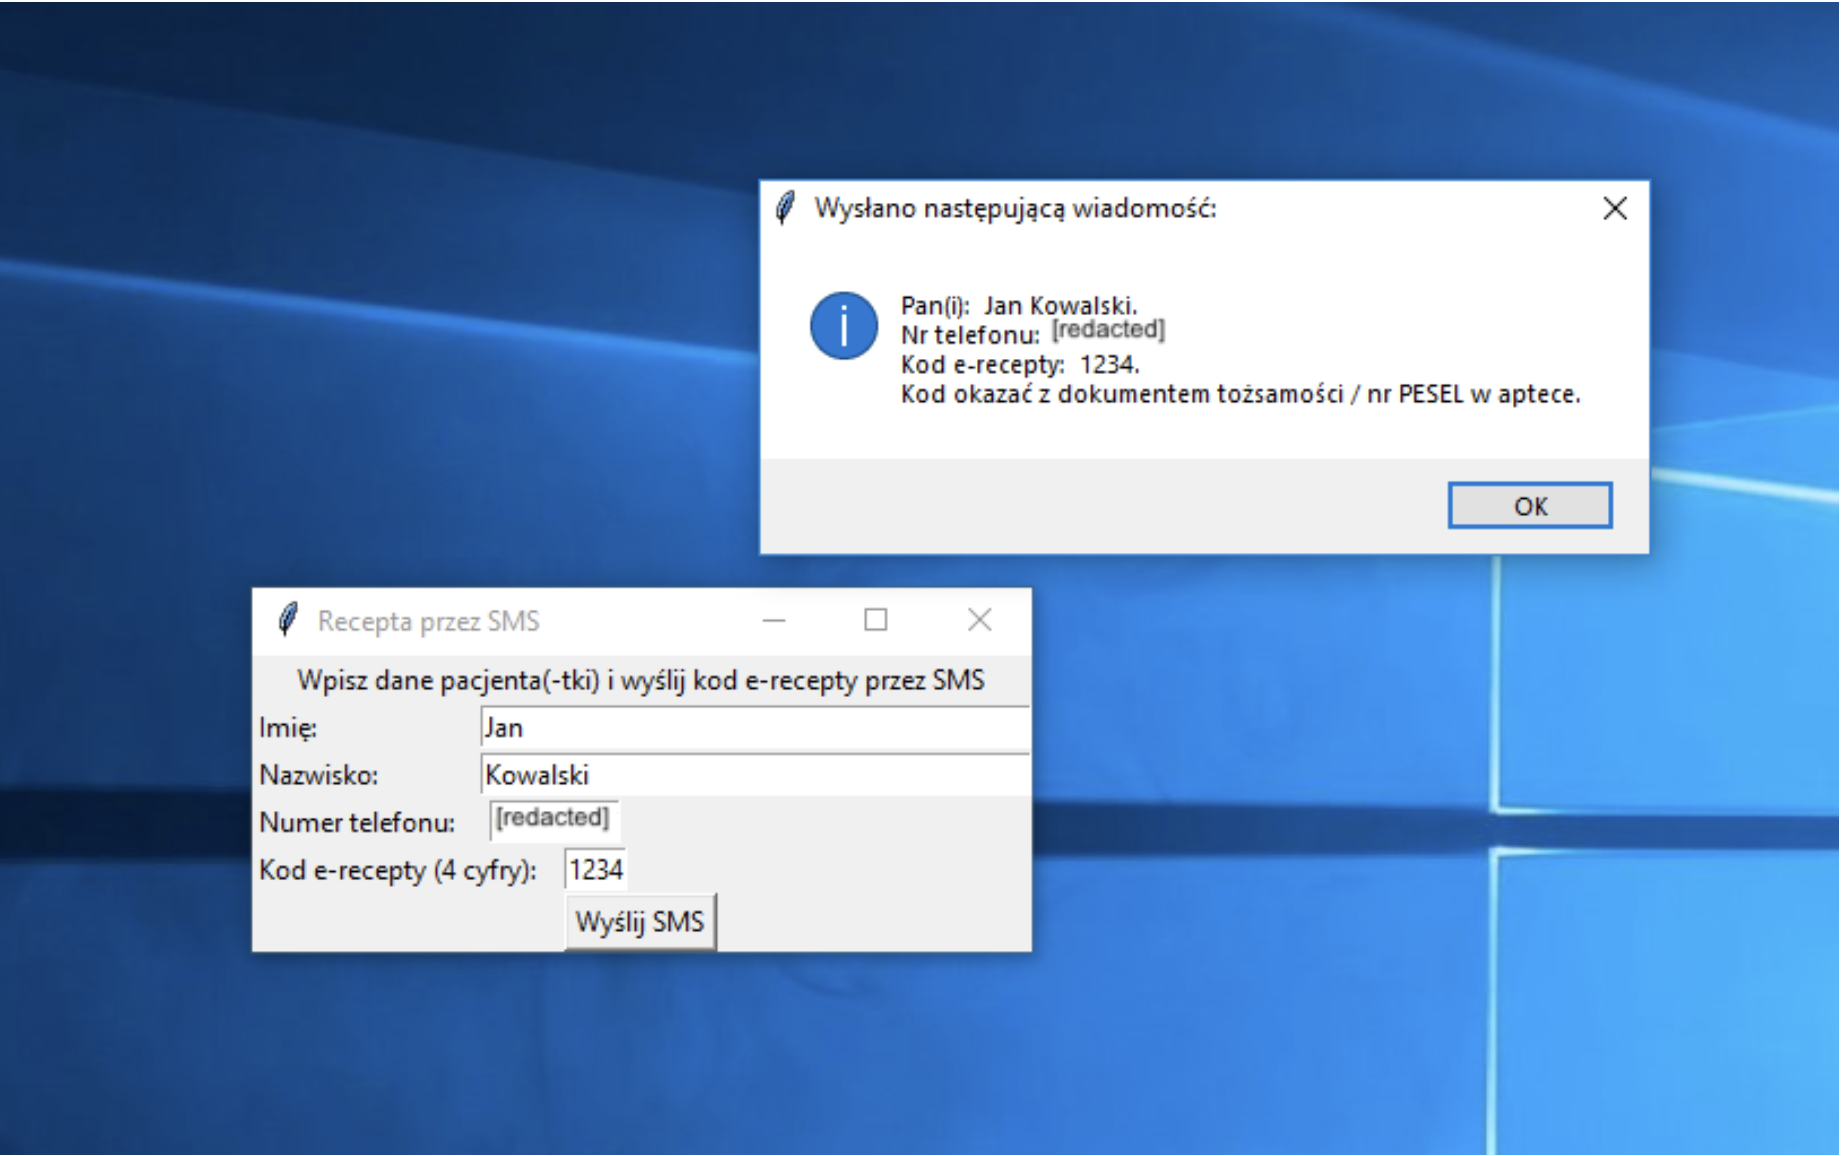 Wysłano następującą wiadomość:
Pan(i):  Jan Kowalski.
Nr telefonu: [redacted]
Kod e-recepty:  1234.
Kod okazać z dokumentem tożsamości / nr PESEL w aptece.
OK
Recepta przez SMS
Wpisz dane pacjenta(-tki) i wyślij kod e-recepty przez SMS
Imię: Jan
Nazwisko: Kowalski
Numer telefonu: [redacted]
Kod e-recepty (4 cyfry): 1234
Wyślij SMS